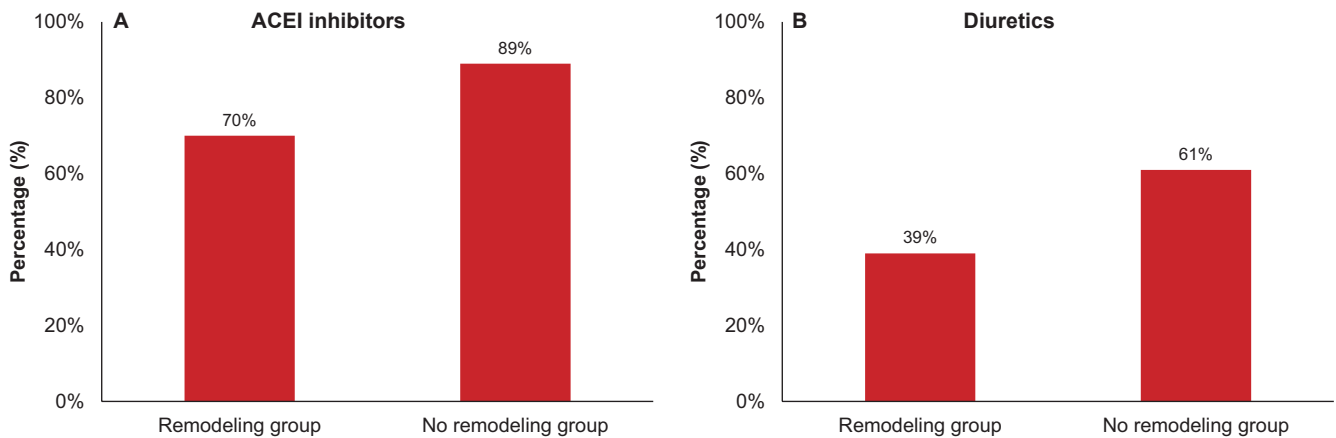 A ACEI inhibitors
Percentage (%)
100%
80%
60%
40%
20%
0%
70%
89%
Remodeling group
No remodeling group
B Diuretics
Percentage (%)
100%
80%
60%
40%
20%
0%
39%
61%
Remodeling group
No remodeling group